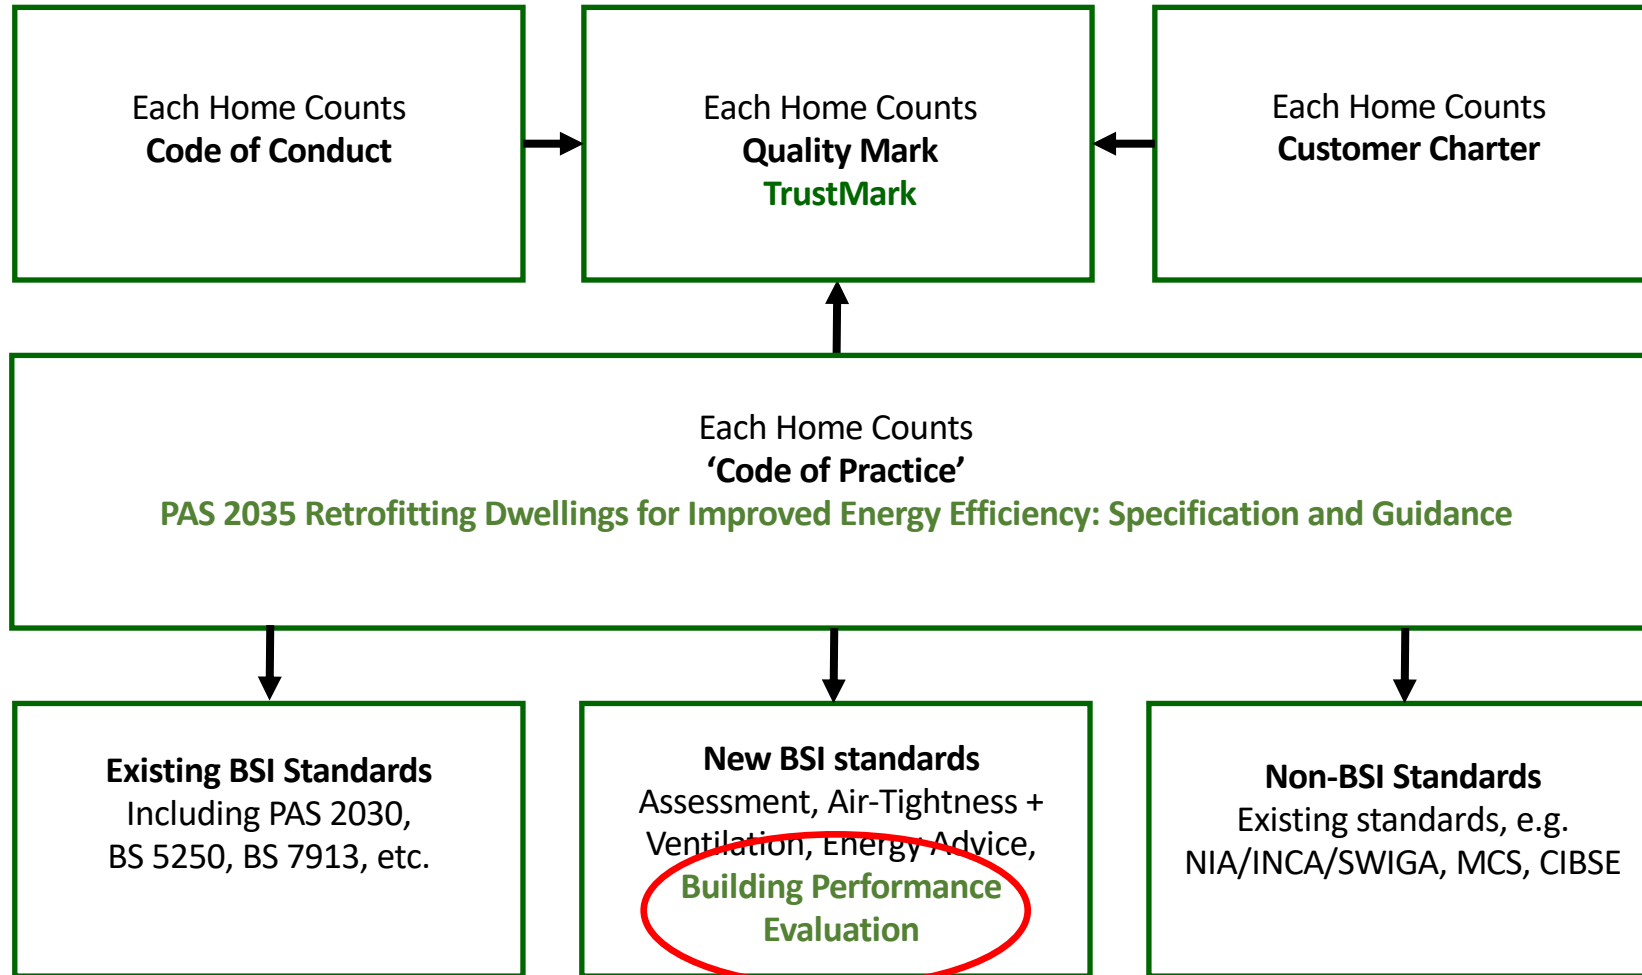 Each Home Counts
Code of Conduct
Each Home Counts
Quality Mark
TrustMark
Each Home Counts
Customer Charter
Each Home Counts
‘Code of Practice’
PAS 2035 Retrofitting Dwellings for Improved Energy Efficiency: Specification and Guidance
Existing BSI Standards
Including PAS 2030,
BS 5250, BS 7913, etc.
New BSI standards
Assessment, Air-Tightness +
Ventilation, Energy Advice,
Building Performance
Evaluation
Non-BSI Standards
Existing standards, e.g.
NIA/INCA/SWIGA, MCS, CIBSE